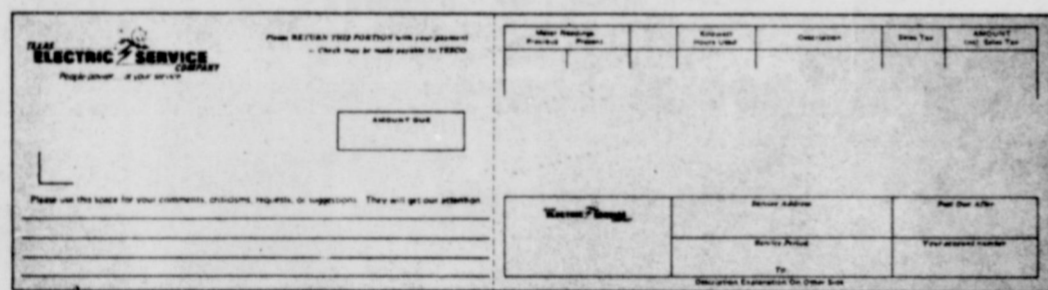 TEXAS
ELECTRIC SERVICE
COMPANY
People power...at your service
Please RETURN THIS PORTION with your payment
Check may be made payable to TESCO
AMOUNT DUE
Please use this space for your comments, criticisms, requests, or suggestions. They will get our attention.
Meter Readings
Previous Present
Kilowatt
Hours Used
Description
Sales Tax
AMOUNT
Incl. Sales Tax
ELECTRIC SERVICE
Service Address
Past Due After
Service Period
To
Your account number
Description Explanation On Other Side